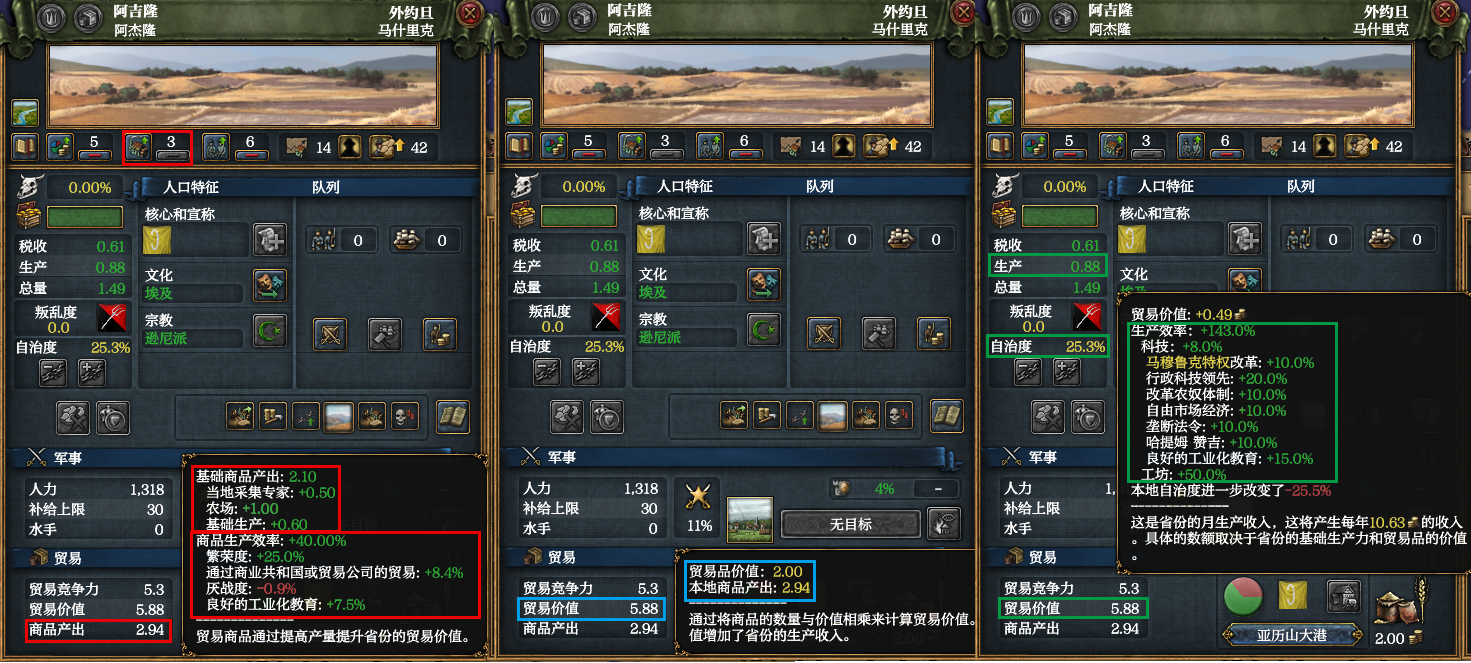 阿吉隆
阿杰隆
外约旦
马什里克
5
3
6
14
42
0.00%
人口特征
队列
核心和宣称
0
0
税收 0.61
生产 0.88
总量 1.49
文化
埃及
叛乱度
0.0
宗教
逊尼派
自治度 25.3%
军事
人力 1,318
补给上限 30
水手 0
贸易
贸易竞争力 5.3
贸易价值 5.88
商品产出 2.94
基础商品产出: 2.10
当地采集专家: +0.50
农场: +1.00
基础生产: +0.60
商品生产效率: +40.00%
繁荣度: +25.0%
通过商业共和国或贸易公司的贸易: +8.4%
厌战度: -0.9%
良好的工业化教育: +7.5%
--------------
贸易商品通过提高产量提升省份的贸易价值。
阿吉隆
阿杰隆
外约旦
马什里克
5
3
6
14
42
0.00%
人口特征
队列
核心和宣称
0
0
税收 0.61
生产 0.88
总量 1.49
文化
埃及
叛乱度
0.0
宗教
逊尼派
自治度 25.3%
军事
人力 1,318
补给上限 30
水手 0
4%
-
11%
无目标
贸易
贸易竞争力 5.3
贸易价值 5.88
商品产出 2.94
贸易品价值: 2.00
本地商品产出: 2.94
--------------
通过将商品的数量与价值相乘来计算贸易价值。
值增加了省份的生产收入。
阿吉隆
阿杰隆
外约旦
马什里克
5
3
6
14
42
0.00%
人口特征
队列
核心和宣称
0
0
税收 0.61
生产 0.88
总量 1.49
文化
叛乱度
0.0
自治度 25.3%
军事
人力 1,
补给上限
水手
贸易价值: +0.49
生产效率: +143.0%
科技: +8.0%
马穆鲁克特权改革: +10.0%
行政科技领先: +20.0%
改革农奴体制: +10.0%
自由市场经济: +10.0%
垄断法令: +10.0%
哈提姆 赞吉: +10.0%
良好的工业化教育: +15.0%
工坊: +50.0%
本地自治度进一步改变了-25.5%
--------------
这是省份的月生产收入，这将产生每年10.63的收入
。具体的数额取决于省份的基础生产力和贸易品的价值
。
贸易
贸易竞争力 5.3
贸易价值 5.88
商品产出 2.94
亚历山大港
2.00